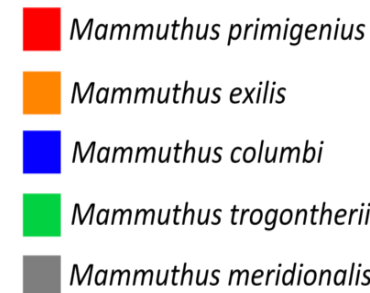 Mammuthus primigenius
Mammuthus exilis
Mammuthus columbi
Mammuthus trogontherii
Mammuthus meridionalis